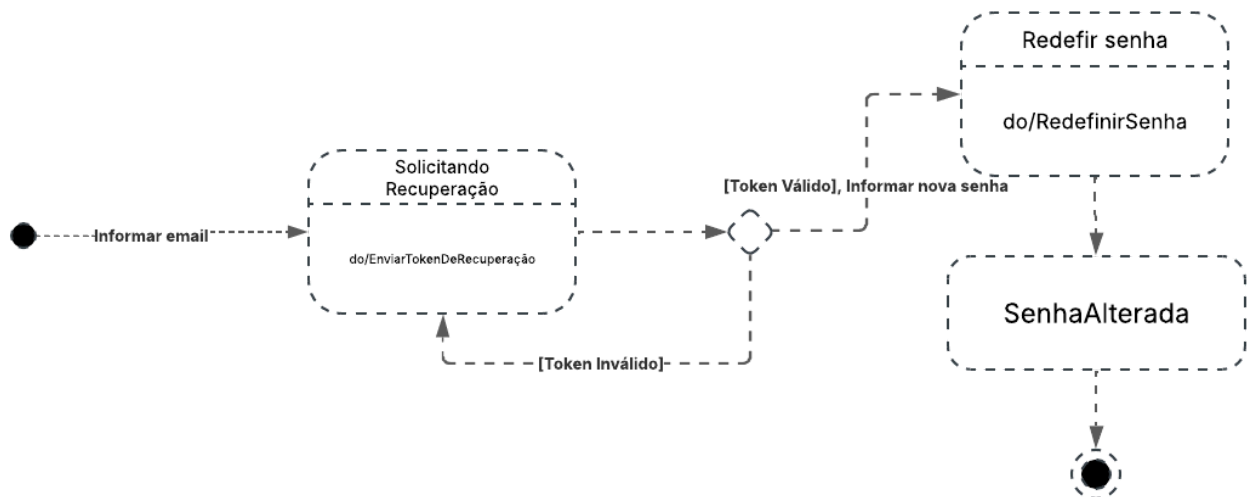 Redefir senha
do/RedefinirSenha
Solicitando
Recuperação
[Token Válido], Informar nova senha
Informar email
do/EnviarTokenDeRecuperação
SenhaAlterada
[Token Inválido]